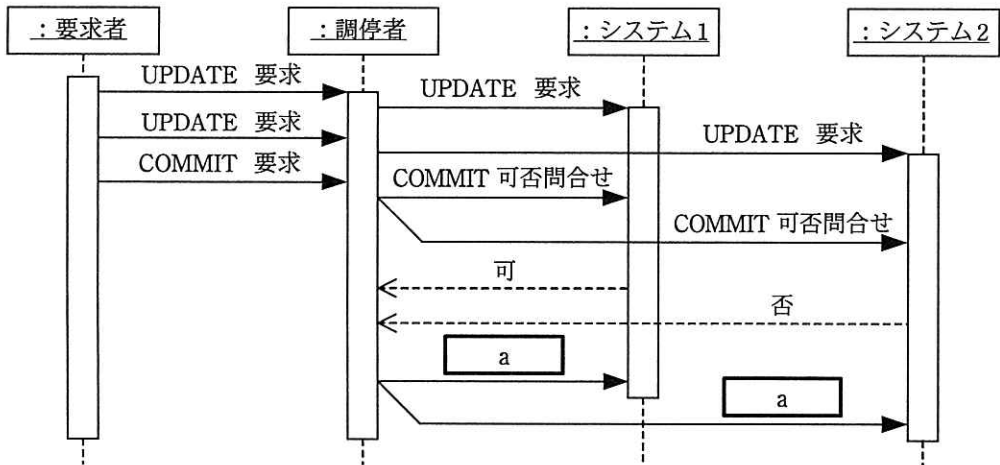 ：要求者
：調停者
：システム1
：システム2
UPDATE 要求
UPDATE 要求
UPDATE 要求
UPDATE 要求
COMMIT 要求
COMMIT 可否問合せ
COMMIT 可否問合せ
可
否
a
a